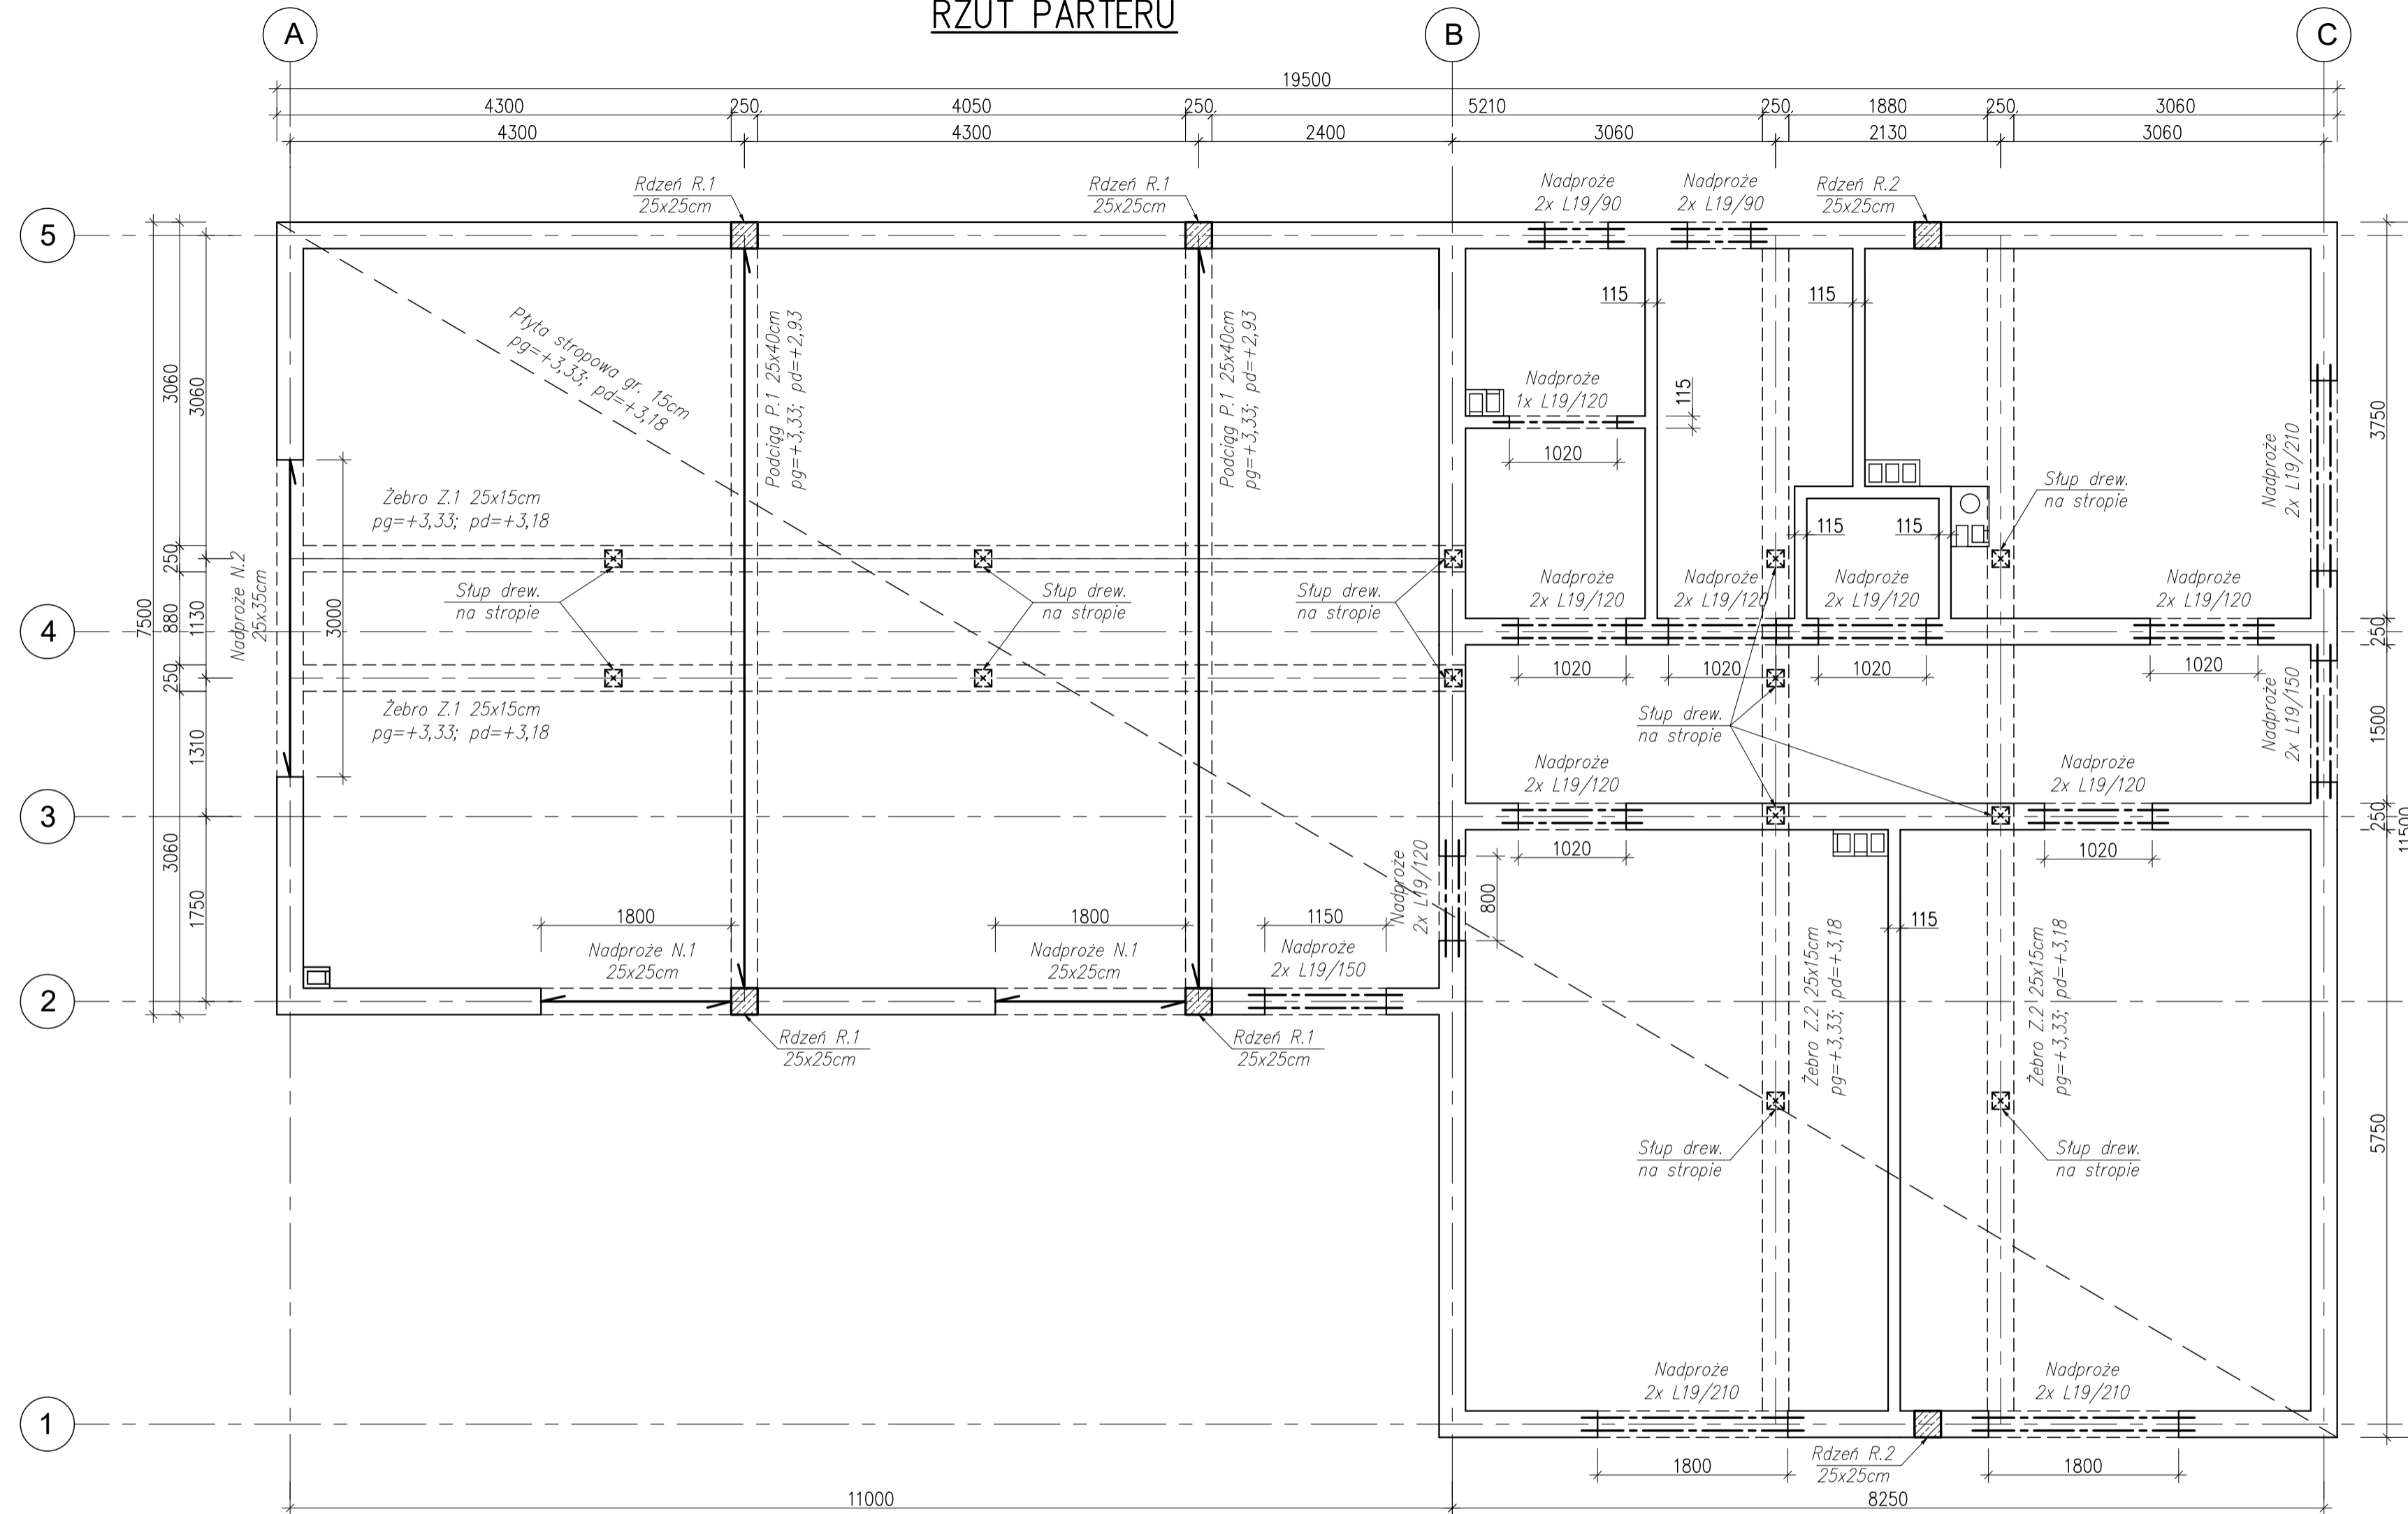 RZUT PARTERU
A
B
C
19500
4300
250
4050
250
5210
250
1880
250
3060
4300
4300
2400
3060
2130
3060
Rdzeń R.1
25x25cm
Rdzeń R.1
25x25cm
Nadproże
2x L19/90
Nadproże
2x L19/90
Rdzeń R.2
25x25cm
5
4
3
2
1
7500
3060
250
880
250
3060
3060
1130
1310
1750
Płyta stropowa gr. 15cm
pg=+3,33; pd=+3,18
Podciąg P.1 25x40cm
pg=+3,33; pd=+2,93
Podciąg P.1 25x40cm
pg=+3,33; pd=+2,93
115
115
Nadproże
1x L19/120
115
1020
Nadproże
2x L19/210
3750
Żebro Z.1 25x15cm
pg=+3,33; pd=+3,18
Słup drew.
na stropie
115
115
Nadproże N.2
25x35cm
3000
Słup drew.
na stropie
Słup drew.
na stropie
Słup drew.
na stropie
Nadproże
2x L19/120
Nadproże
2x L19/120
Nadproże
2x L19/120
Nadproże
2x L19/120
250
1020
1020
1020
1020
Żebro Z.1 25x15cm
pg=+3,33; pd=+3,18
Słup drew.
na stropie
Nadproże
2x L19/150
1500
Nadproże
2x L19/120
Nadproże
2x L19/120
250
11500
1020
1020
Nadproże
2x L19/120
800
1800
1800
1150
115
Nadproże N.1
25x25cm
Nadproże N.1
25x25cm
Nadproże
2x L19/150
Żebro Z.2 25x15cm
pg=+3,33; pd=+3,18
Żebro Z.2 25x15cm
pg=+3,33; pd=+3,18
Rdzeń R.1
25x25cm
Rdzeń R.1
25x25cm
Słup drew.
na stropie
Słup drew.
na stropie
5750
Nadproże
2x L19/210
Nadproże
2x L19/210
1800
Rdzeń R.2
25x25cm
1800
11000
8250